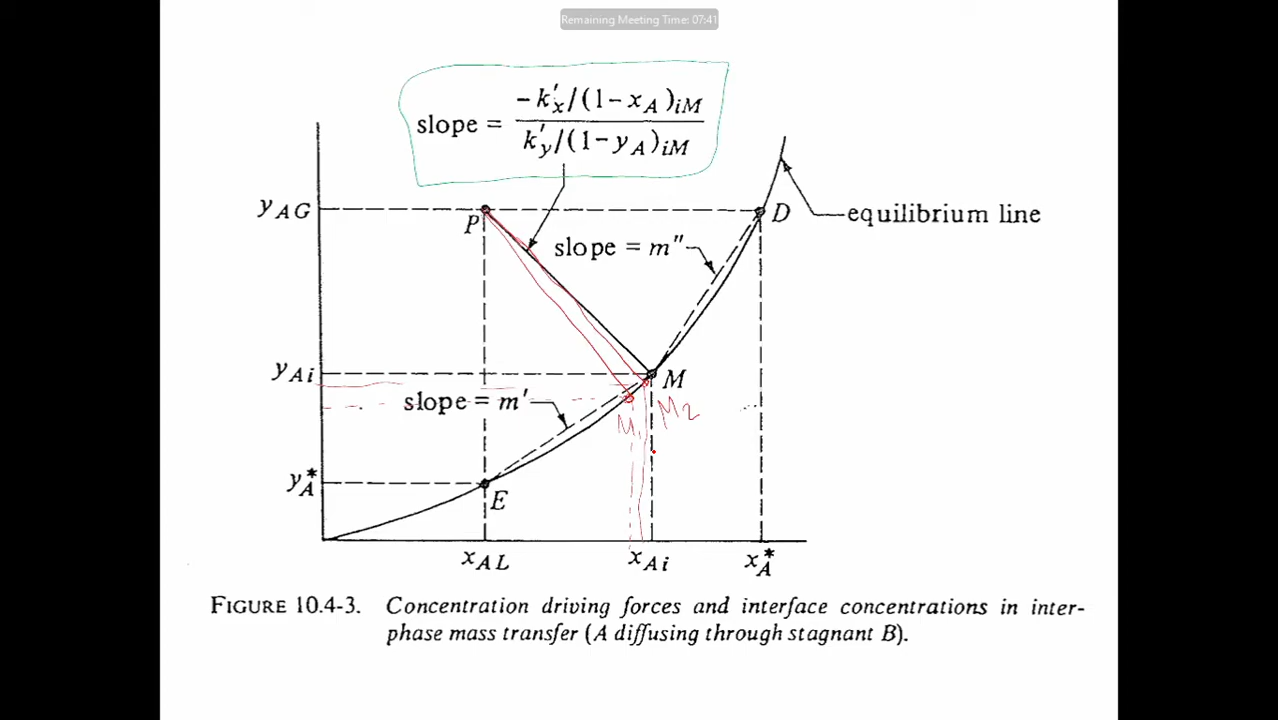 Remaining Meeting Time: 07:41
slope = -k'x/(1-xA)iM
k'y/(1-yA)iM
yAG
P
D
equilibrium line
slope = m"
yAi
M
slope = m'
M1
M2
yA*
E
xAL
xAi
xA*
FIGURE 10.4-3. Concentration driving forces and interface concentrations in inter-
phase mass transfer (A diffusing through stagnant B).